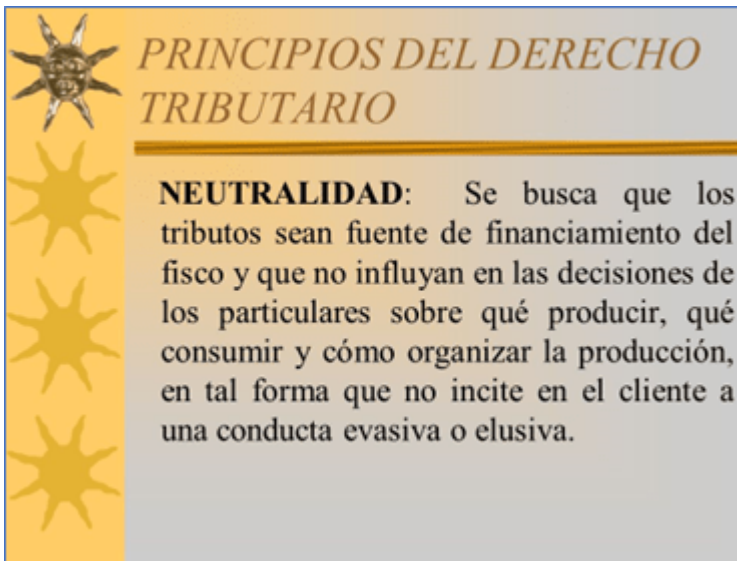 PRINCIPIOS DEL DERECHO
TRIBUTARIO
NEUTRALIDAD: Se busca que los
tributos sean fuente de financiamiento del
fisco y que no influyan en las decisiones de
los particulares sobre qué producir, qué
consumir y cómo organizar la producción,
en tal forma que no incite en el cliente a
una conducta evasiva o elusiva.